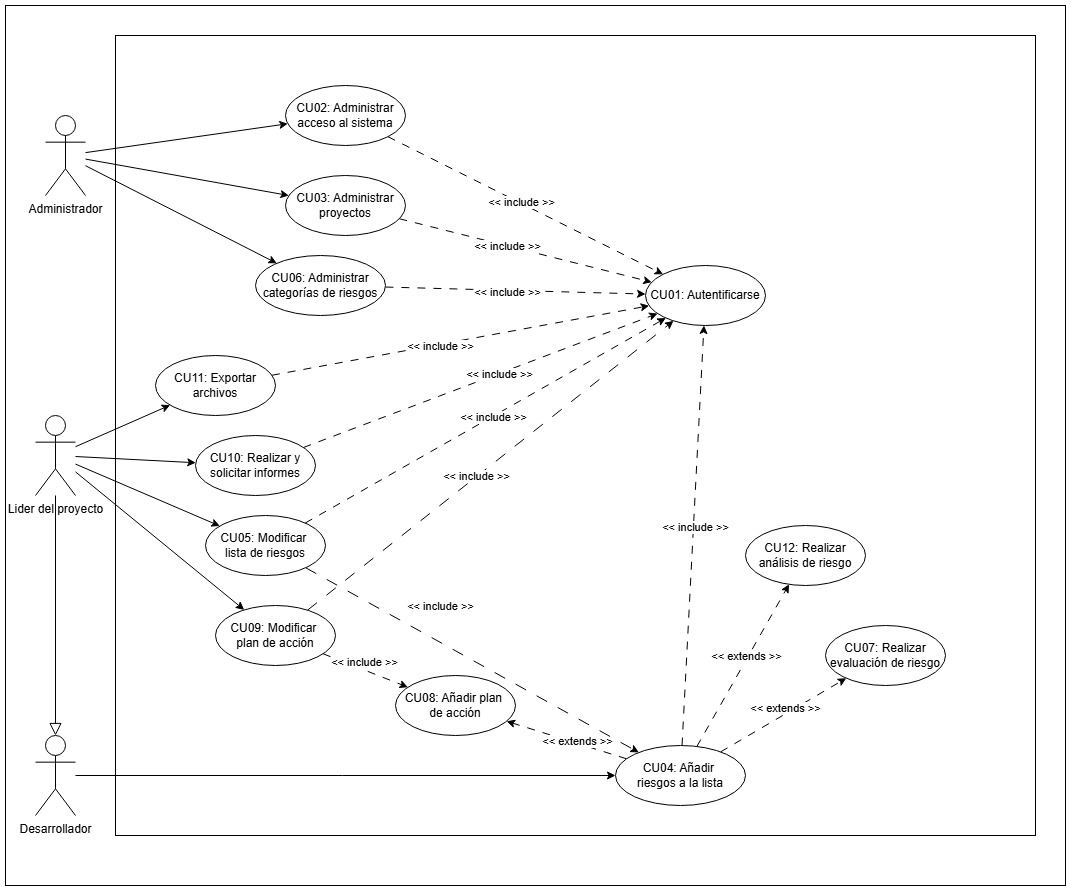 CU02: Administrar
acceso al sistema
Administrador
CU03: Administrar
proyectos
<< include >>
<< include >>
CU06: Administrar
categorías de riesgos
<< include >>
CU01: Autentificarse
<< include >>
CU11: Exportar
archivos
<< include >>
<< include >>
CU10: Realizar y
solicitar informes
<< include >>
Lider del proyecto
CU05: Modificar
lista de riesgos
<< include >>
CU12: Realizar
análisis de riesgo
<< include >>
CU09: Modificar
plan de acción
<< include >>
<< extends >>
CU07: Realizar
evaluación de riesgo
CU08: Añadir plan
de acción
<< extends >>
<< extends >>
CU04: Añadir
riesgos a la lista
Desarrollador